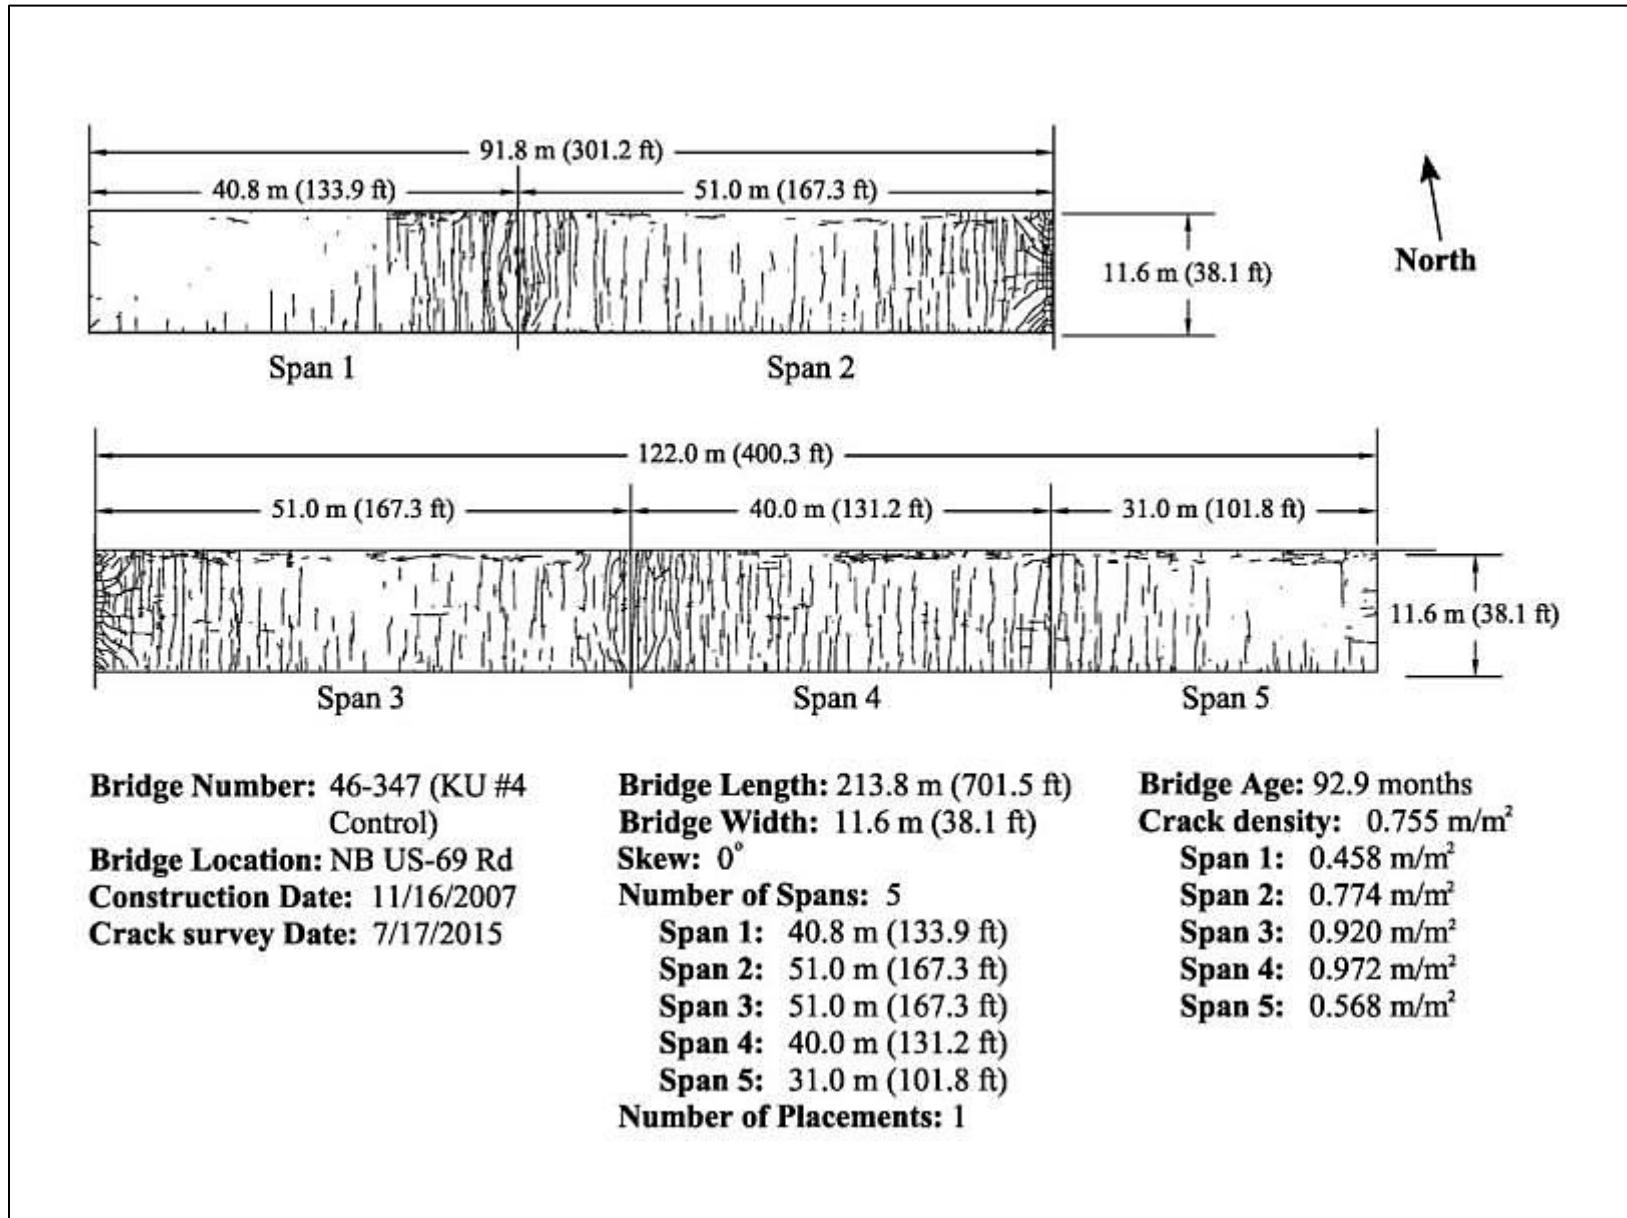 91.8 m (301.2 ft)
40.8 m (133.9 ft) 51.0 m (167.3 ft)
11.6 m (38.1 ft)
North
Span 1 Span 2
122.0 m (400.3 ft)
51.0 m (167.3 ft) 40.0 m (131.2 ft) 31.0 m (101.8 ft)
11.6 m (38.1 ft)
Span 3 Span 4 Span 5
Bridge Number: 46-347 (KU #4
Control)
Bridge Location: NB US-69 Rd
Construction Date: 11/16/2007
Crack survey Date: 7/17/2015
Bridge Length: 213.8 m (701.5 ft)
Bridge Width: 11.6 m (38.1 ft)
Skew: 0°
Number of Spans: 5
Span 1: 40.8 m (133.9 ft)
Span 2: 51.0 m (167.3 ft)
Span 3: 51.0 m (167.3 ft)
Span 4: 40.0 m (131.2 ft)
Span 5: 31.0 m (101.8 ft)
Number of Placements: 1
Bridge Age: 92.9 months
Crack density: 0.755 m/m²
Span 1: 0.458 m/m²
Span 2: 0.774 m/m²
Span 3: 0.920 m/m²
Span 4: 0.972 m/m²
Span 5: 0.568 m/m²